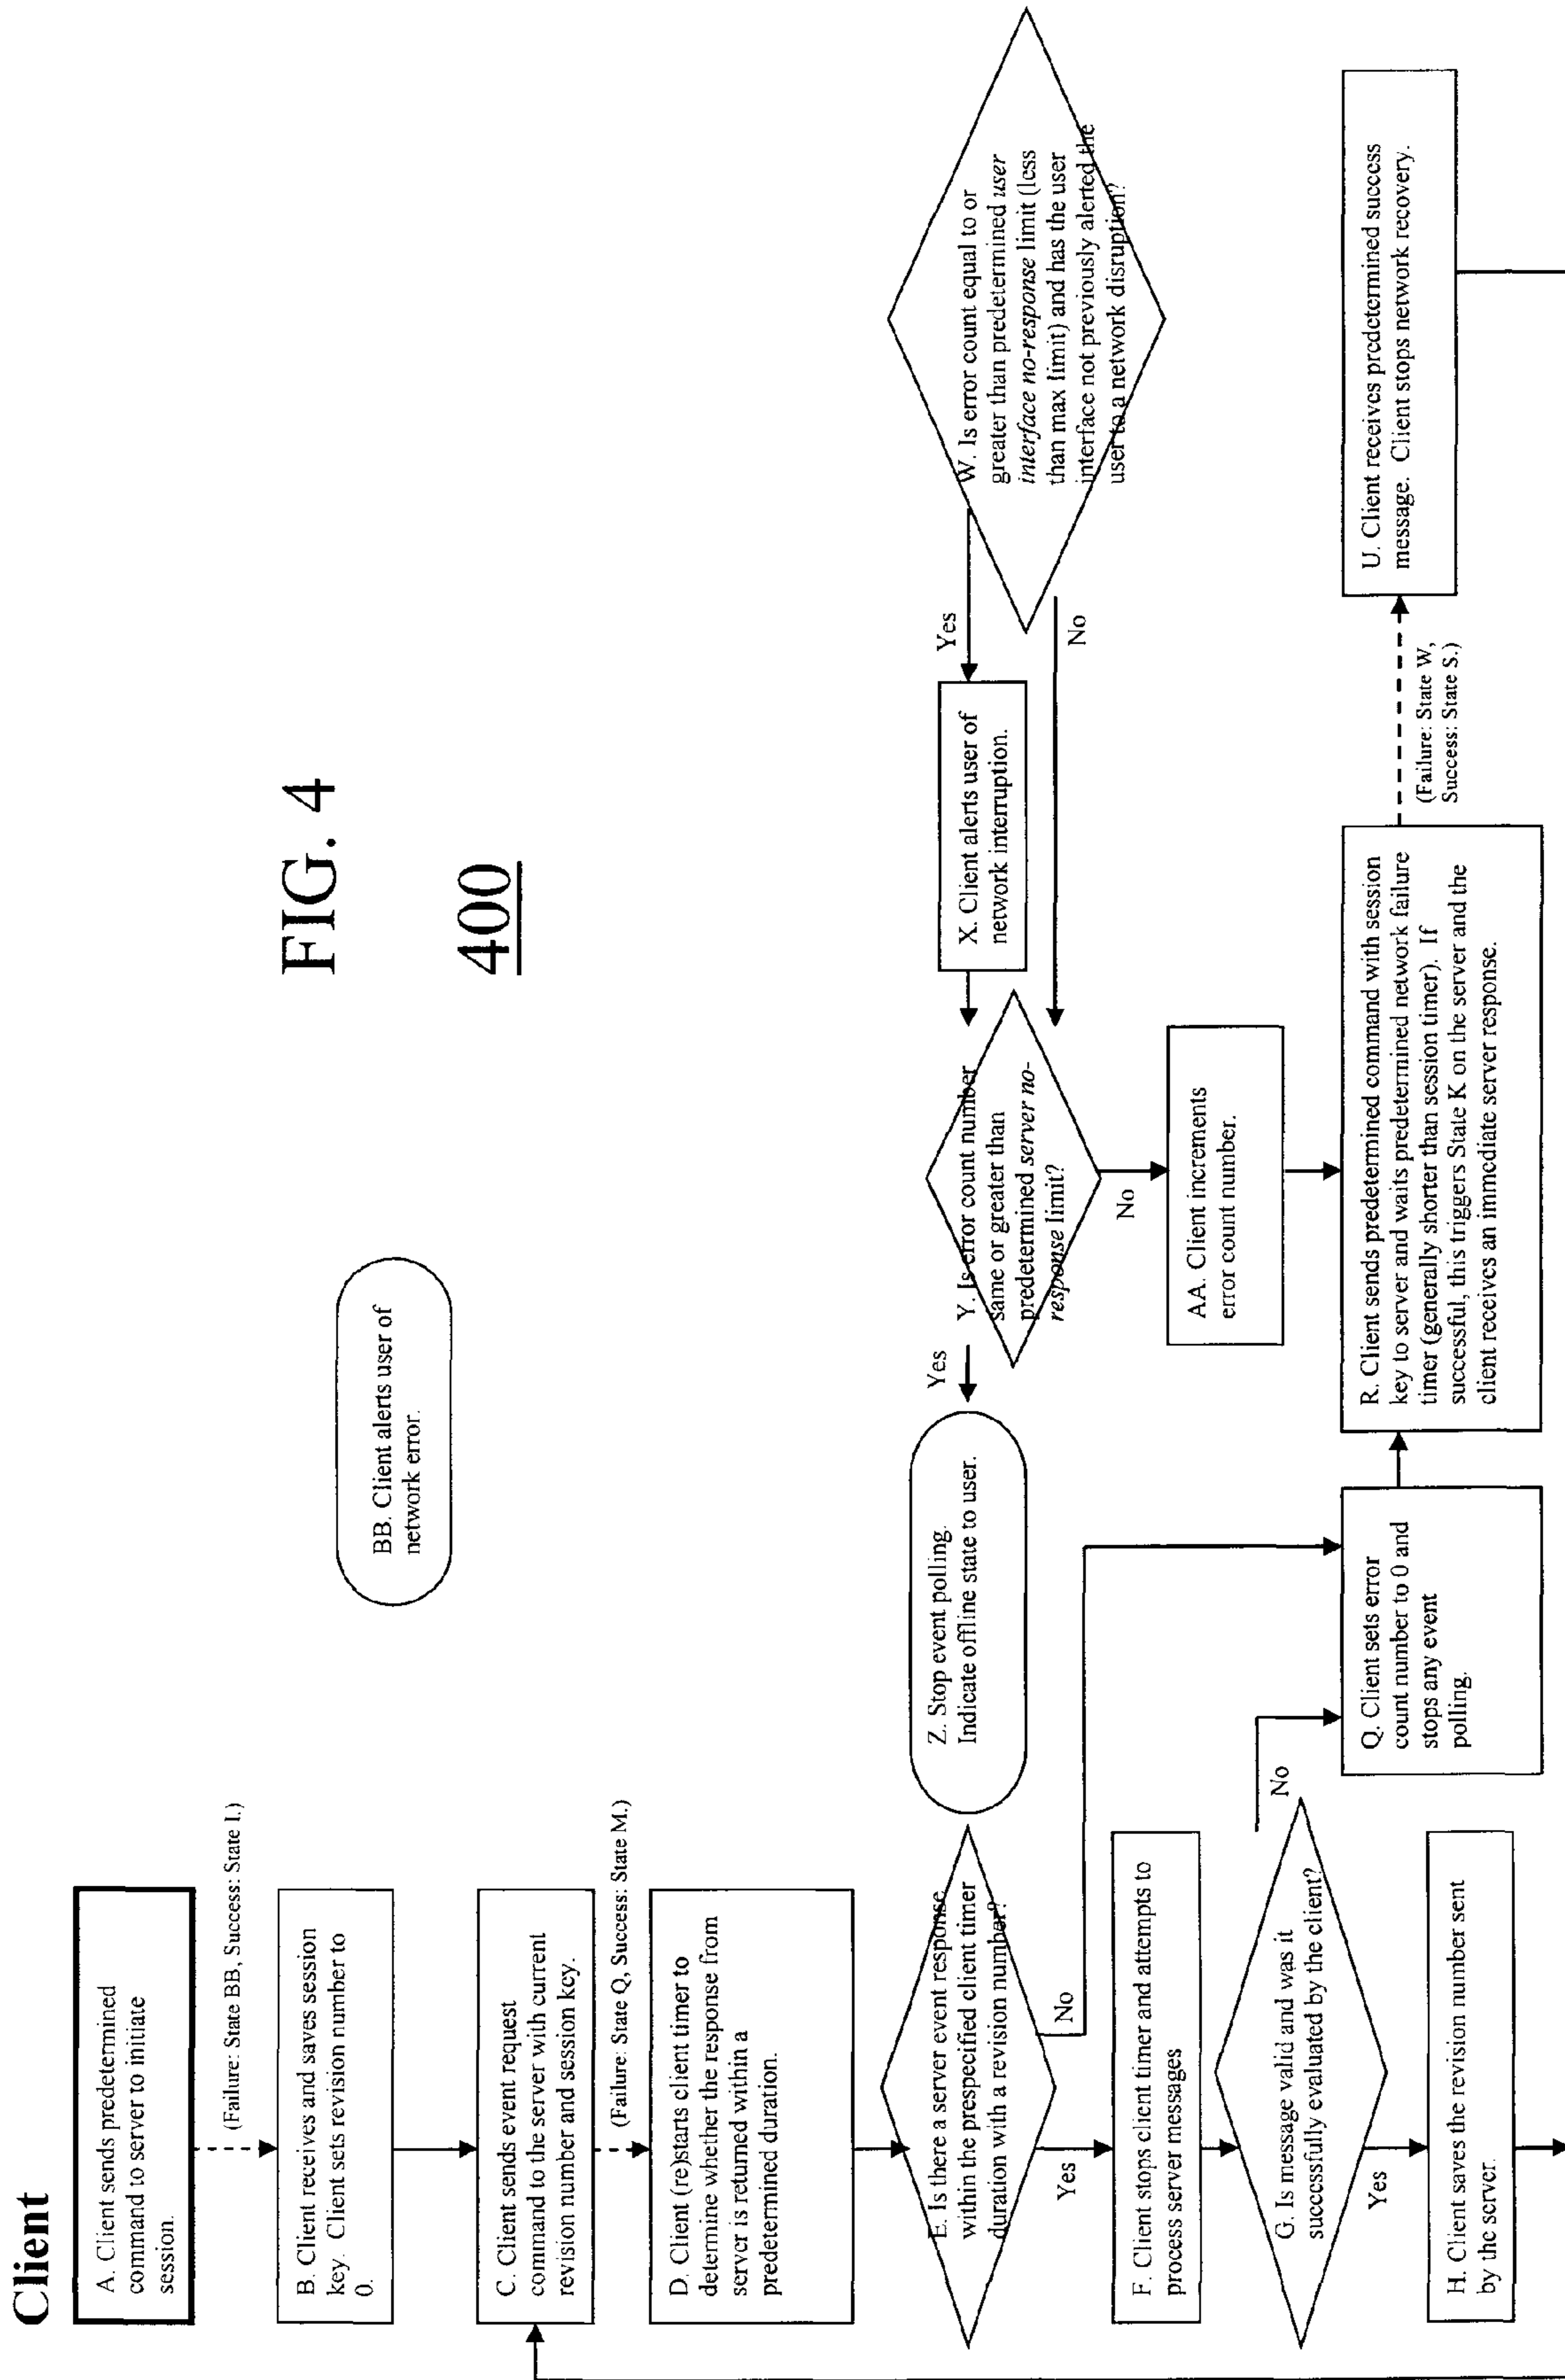 Client
FIG. 4
400
A. Client sends predetermined
command to server to initiate
session.
(Failure: State BB, Success: State I.)
B. Client receives and saves session
key. Client sets revision number to
0.
BB. Client alerts user of
network error.
C. Client sends event request
command to the server with current
revision number and session key.
(Failure: State Q, Success: State M.)
D. Client (re)starts client timer to
determine whether the response from
server is returned within a
predetermined duration.
E. Is there a server event response
within the prespecified client timer
duration with a revision number?
No
Yes
Z. Stop event polling.
Indicate offline state to user.
Yes
Y. Is error count number
same or greater than
predetermined server no-
response limit?
No
X. Client alerts user of
network interruption.
Yes
No
W. Is error count equal to or
greater than predetermined user
interface no-response limit (less
than max limit) and has the user
interface not previously alerted the
user to a network disruption?
F. Client stops client timer and attempts to
process server messages
AA. Client increments
error count number.
G. Is message valid and was it
successfully evaluated by the client?
No
Yes
H. Client saves the revision number sent
by the server.
Q. Client sets error
count number to 0 and
stops any event
polling.
R. Client sends predetermined command with session
key to server and waits predetermined network failure
timer (generally shorter than session timer). If
successful, this triggers State K on the server and the
client receives an immediate server response.
(Failure: State W,
Success: State S.)
U. Client receives predetermined success
message. Client stops network recovery.